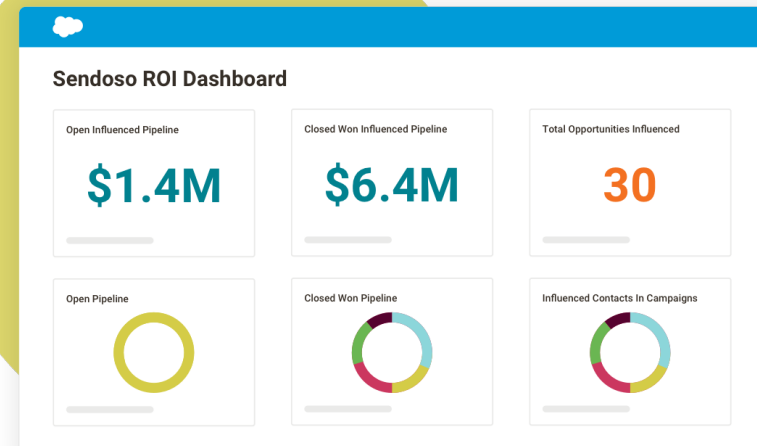 Sendoso ROI Dashboard
Open Influenced Pipeline
$1.4M
Closed Won Influenced Pipeline
$6.4M
Total Opportunities Influenced
30
Open Pipeline
Closed Won Pipeline
Influenced Contacts In Campaigns